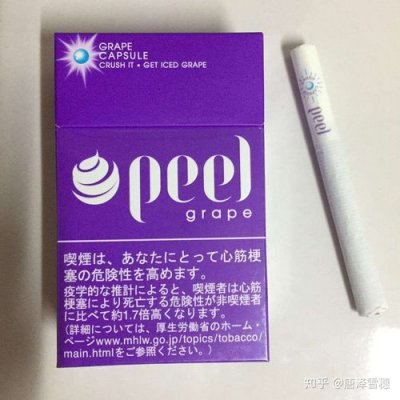 GRAPE
CAPSULE
CRUSH IT • GET ICED GRAPE
peel
grape
喫煙は、あなたにとって心筋梗
塞の危険性を高めます。
疫学的な推計によると、喫煙者は心筋
梗塞により死亡する危険性が非喫煙者
に比べて約1.7倍高くなります。
(詳細については、厚生労働省のホーム・
ページwww.mhlw.go.jp/topics/tobacco/
main.htmlをご参照ください。)
peel
知乎 @唐泽雪穗